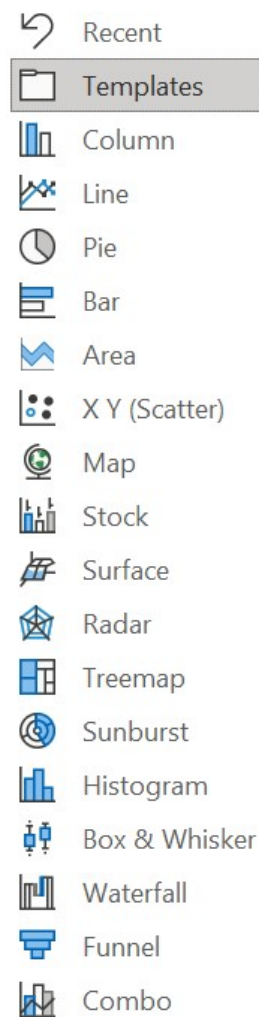 Recent
Templates
Column
Line
Pie
Bar
Area
X Y (Scatter)
Map
Stock
Surface
Radar
Treemap
Sunburst
Histogram
Box & Whisker
Waterfall
Funnel
Combo